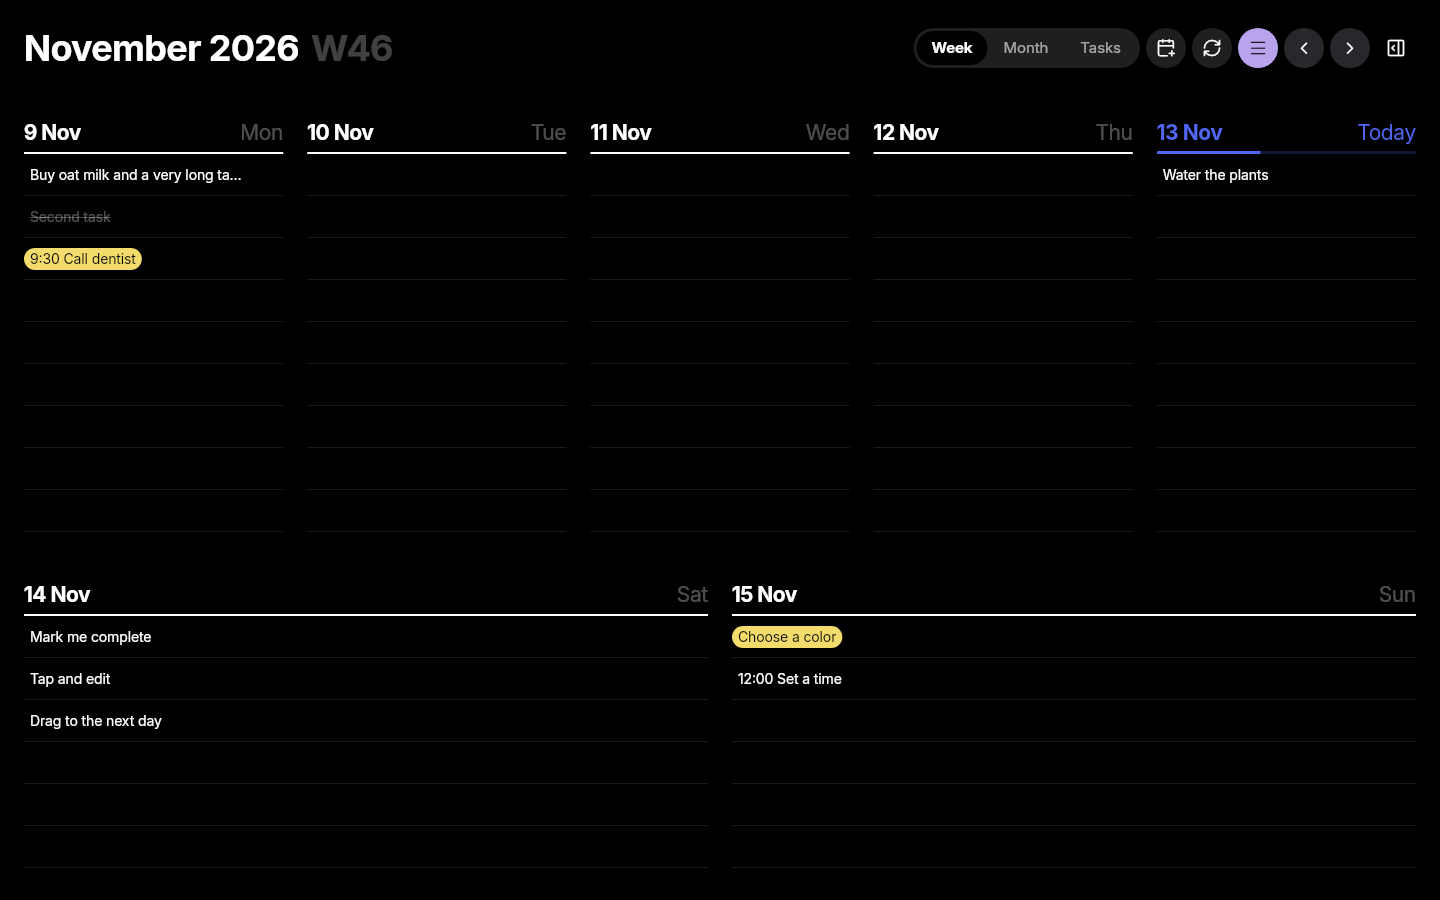 November 2026 W46
Week Month Tasks
9 Nov Mon
Buy oat milk and a very long ta...
Second task
9:30 Call dentist
10 Nov Tue
11 Nov Wed
12 Nov Thu
13 Nov Today
Water the plants
14 Nov Sat
Mark me complete
Tap and edit
Drag to the next day
15 Nov Sun
Choose a color
12:00 Set a time